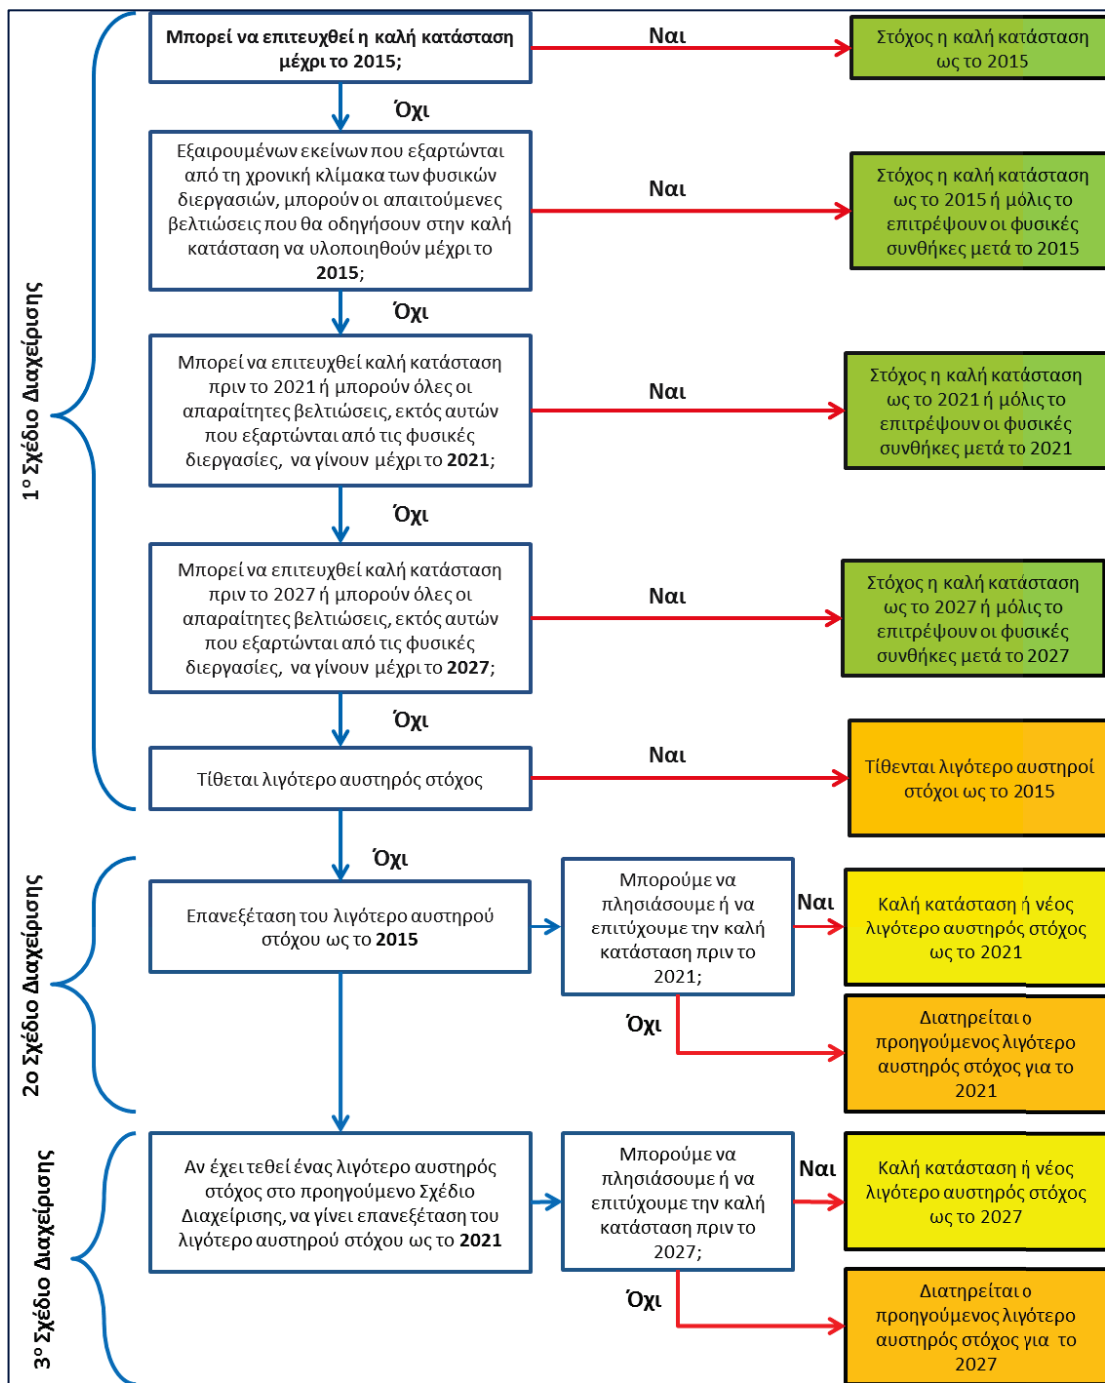 1ο Σχέδιο Διαχείρισης
Μπορεί να επιτευχθεί η καλή κατάσταση
μέχρι το 2015;
Ναι
Στόχος η καλή κατάσταση
ως το 2015
Όχι
Εξαιρουμένων εκείνων που εξαρτώνται
από τη χρονική κλίμακα των φυσικών
διεργασιών, μπορούν οι απαιτούμενες
βελτιώσεις που θα οδηγήσουν στην καλή
κατάσταση να υλοποιηθούν μέχρι το
2015;
Ναι
Στόχος η καλή κατάσταση
ως το 2015 ή μόλις το
επιτρέψουν οι φυσικές
συνθήκες μετά το 2015
Όχι
Μπορεί να επιτευχθεί καλή κατάσταση
πριν το 2021 ή μπορούν όλες οι
απαραίτητες βελτιώσεις, εκτός αυτών
που εξαρτώνται από τις φυσικές
διεργασίες, να γίνουν μέχρι το 2021;
Ναι
Στόχος η καλή κατάσταση
ως το 2021 ή μόλις το
επιτρέψουν οι φυσικές
συνθήκες μετά το 2021
Όχι
Μπορεί να επιτευχθεί καλή κατάσταση
πριν το 2027 ή μπορούν όλες οι
απαραίτητες βελτιώσεις, εκτός αυτών
που εξαρτώνται από τις φυσικές
διεργασίες, να γίνουν μέχρι το 2027;
Ναι
Στόχος η καλή κατάσταση
ως το 2027 ή μόλις το
επιτρέψουν οι φυσικές
συνθήκες μετά το 2027
Όχι
Τίθεται λιγότερο αυστηρός στόχος
Ναι
Τίθενται λιγότερο αυστηροί
στόχοι ως το 2015
Όχι
2ο Σχέδιο Διαχείρισης
Επανεξέταση του λιγότερο αυστηρού
στόχου ως το 2015
Μπορούμε να
πλησιάσουμε ή να
επιτύχουμε την καλή
κατάσταση πριν το
2021;
Ναι
Καλή κατάσταση ή νέος
λιγότερο αυστηρός στόχος
ως το 2021
Όχι
Διατηρείται ο
προηγούμενος λιγότερο
αυστηρός στόχος για το
2021
3ο Σχέδιο Διαχείρισης
Αν έχει τεθεί ένας λιγότερο αυστηρός
στόχος στο προηγούμενο Σχέδιο
Διαχείρισης, να γίνει επανεξέταση του
λιγότερο αυστηρού στόχου ως το 2021
Μπορούμε να
πλησιάσουμε ή να
επιτύχουμε την καλή
κατάσταση πριν το
2027;
Ναι
Καλή κατάσταση ή νέος
λιγότερο αυστηρός στόχος
ως το 2027
Όχι
Διατηρείται ο
προηγούμενος λιγότερο
αυστηρός στόχος για το
2027